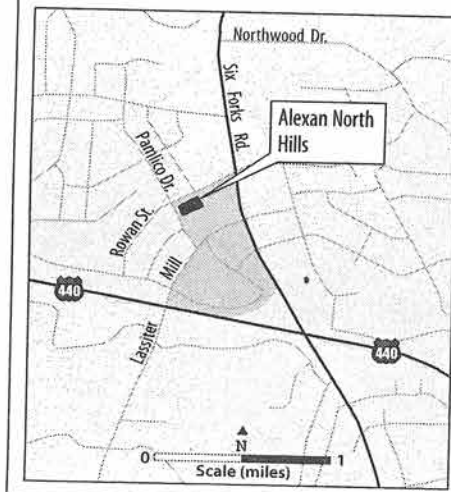 Northwood Dr.
Six Forks Rd.
Alexan North
Hills
Pamlico Dr.
Rowan St.
Mill
440
Lassiter
440
N
0 1
Scale (miles)